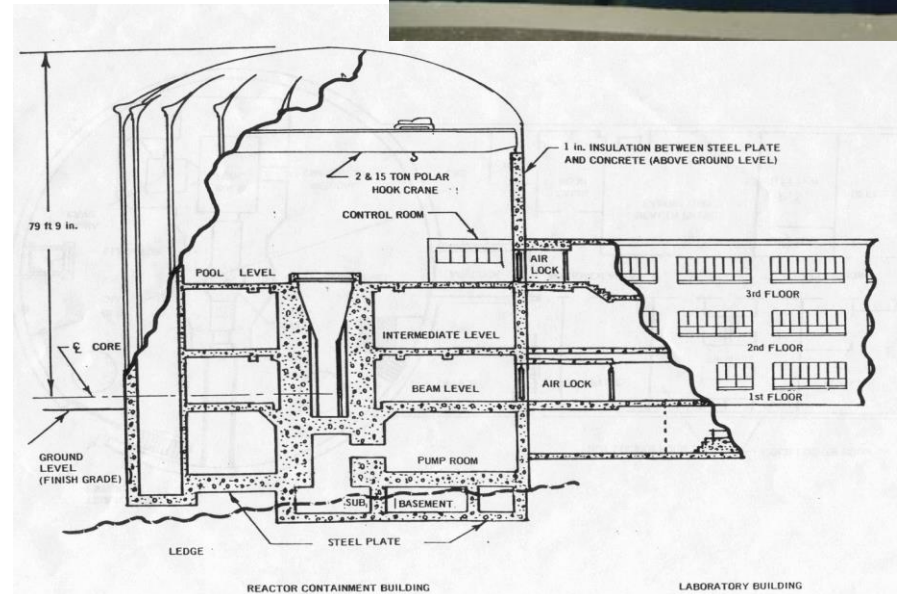 1 in. INSULATION BETWEEN STEEL PLATE
AND CONCRETE (ABOVE GROUND LEVEL)
2 & 15 TON POLAR
HOOK CRANE
CONTROL ROOM
79 ft 9 in.
AIR
LOCK
POOL LEVEL
3rd FLOOR
INTERMEDIATE LEVEL
2nd FLOOR
℄ CORE
BEAM LEVEL
AIR LOCK
1st FLOOR
GROUND
LEVEL
(FINISH GRADE)
PUMP ROOM
SUB. BASEMENT
STEEL PLATE
LEDGE
REACTOR CONTAINMENT BUILDING
LABORATORY BUILDING